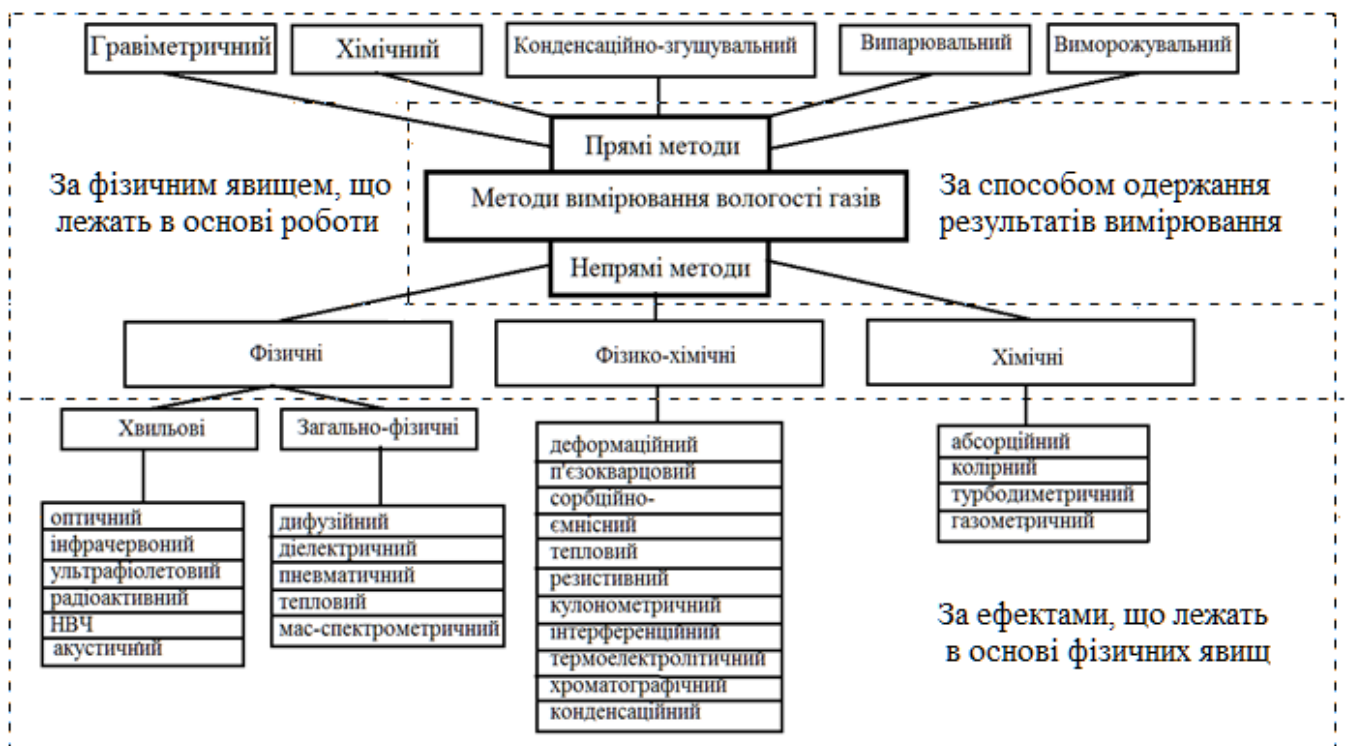 Гравіметричний
Хімічний
Конденсаційно-згущувальний
Випарювальний
Виморожувальний
Прямі методи
За фізичним явищем, що
лежать в основі роботи
Методи вимірювання вологості газів
За способом одержання
результатів вимірювання
Непрямі методи
Фізичні
Фізико-хімічні
Хімічні
Хвильові
Загально-фізичні
оптичний
інфрачервоний
ультрафіолетовий
радіоактивний
НВЧ
акустичний
дифузійний
діелектричний
пневматичний
тепловий
мас-спектрометричний
деформаційний
п'єзокварцовий
сорбційно-
ємнісний
тепловий
резистивний
кулонометричний
інтерференційний
термоелектролітичний
хроматографічний
конденсаційний
абсорційний
колірний
турбодиметричний
газометричний
За ефектами, що лежать
в основі фізичних явищ